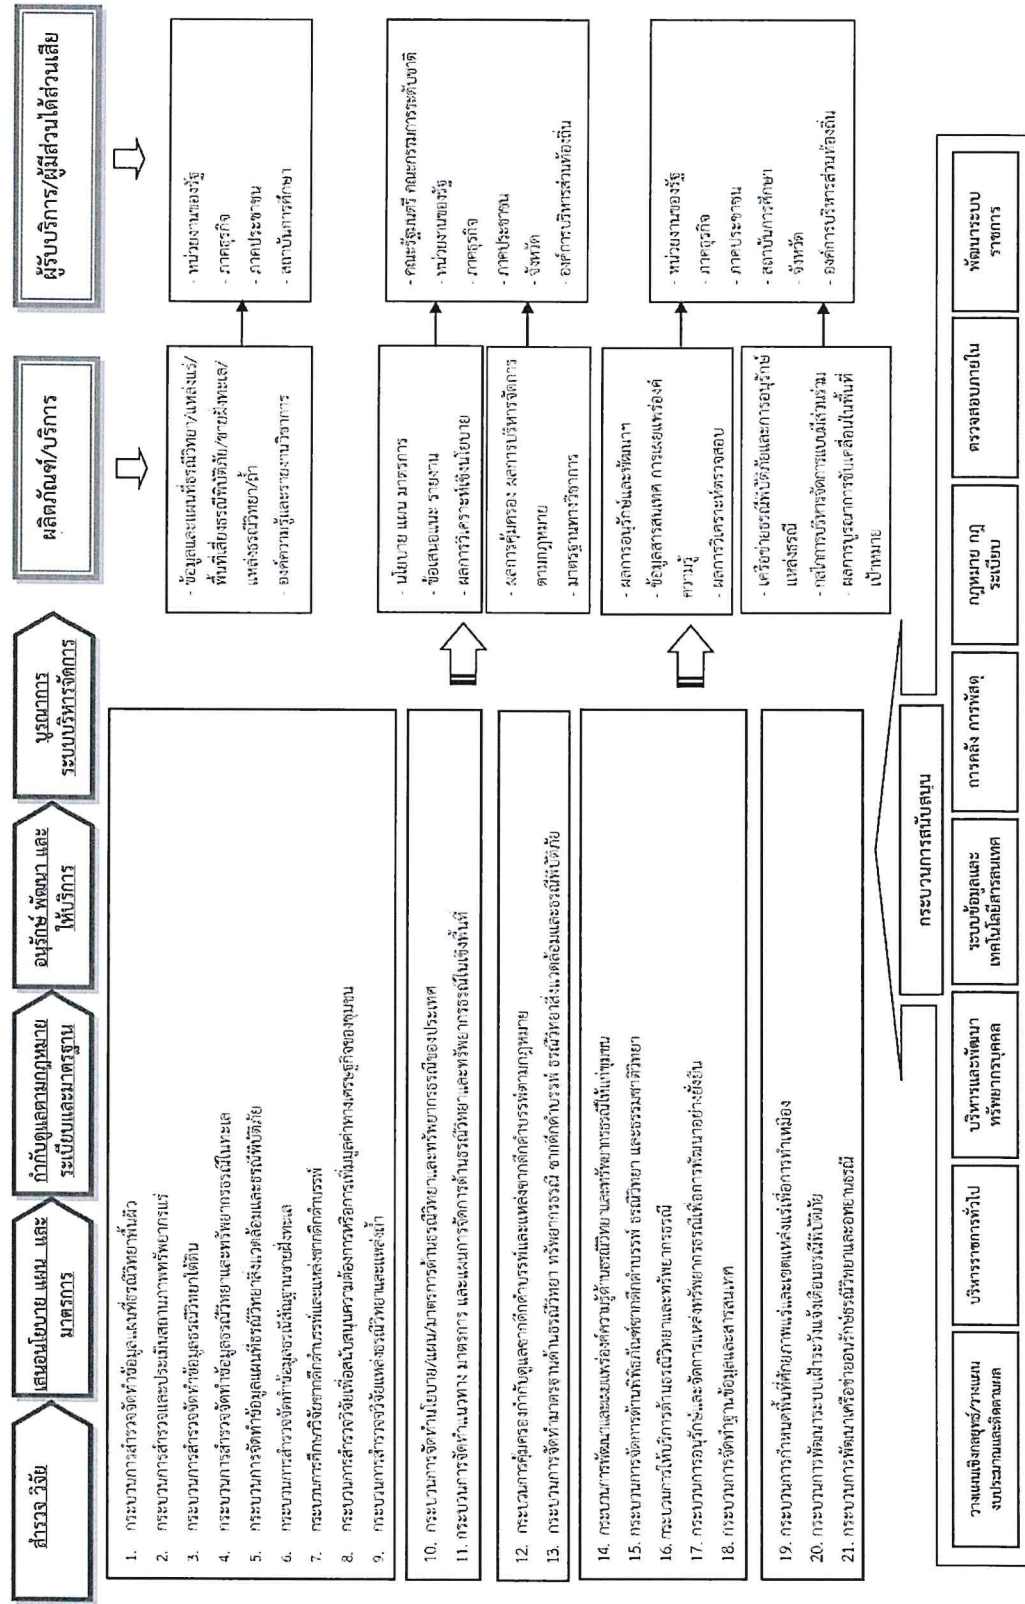 สำรวจ วิจัย
เสนอนโยบาย แผน และ
มาตรการ
กำกับดูแลตามกฎหมาย
ระเบียบและมาตรฐาน
อนุรักษ์ พัฒนา และ
ให้บริการ
บูรณาการ
ระบบบริหารจัดการ
ผลิตภัณฑ์/บริการ
ผู้รับบริการ/ผู้มีส่วนได้ส่วนเสีย
1. กระบวนการสำรวจจัดทำข้อมูลแผนที่ธรณีวิทยาพื้นผิว
2. กระบวนการสำรวจและประเมินสถานภาพทรัพยากรแร่
3. กระบวนการสำรวจจัดทำข้อมูลธรณีวิทยาใต้ดิน
4. กระบวนการสำรวจจัดทำข้อมูลธรณีวิทยาและทรัพยากรธรณีในทะเล
5. กระบวนการจัดทำข้อมูลแผนที่ธรณีวิทยาสิ่งแวดล้อมและธรณีพิบัติภัย
6. กระบวนการสำรวจจัดทำข้อมูลธรณีสัณฐานชายฝั่งทะเล
7. กระบวนการศึกษาวิจัยซากดึกดำบรรพ์และแหล่งซากดึกดำบรรพ์
8. กระบวนการสำรวจวิจัยเพื่อสนับสนุนความต้องการหรือการเพิ่มมูลค่าทางเศรษฐกิจของชุมชน
9. กระบวนการสำรวจวิจัยแหล่งธรณีวิทยาและแหล่งถ้ำ
10. กระบวนการจัดทำนโยบาย/แผน/มาตรการด้านธรณีวิทยาและทรัพยากรธรณีของประเทศ
11. กระบวนการจัดทำแนวทาง มาตรการ และแผนการจัดการด้านธรณีวิทยาและทรัพยากรธรณีในเชิงพื้นที่
12. กระบวนการคุ้มครองกำกับดูแลซากดึกดำบรรพ์และแหล่งซากดึกดำบรรพ์ตามกฎหมาย
13. กระบวนการจัดทำมาตรฐานด้านธรณีวิทยา ทรัพยากรธรณี ซากดึกดำบรรพ์ ธรณีวิทยาสิ่งแวดล้อมและธรณีพิบัติภัย
14. กระบวนการพัฒนาและเผยแพร่องค์ความรู้ด้านธรณีวิทยาและทรัพยากรธรณีให้แก่ชุมชน
15. กระบวนการจัดการด้านพิพิธภัณฑ์ซากดึกดำบรรพ์ ธรณีวิทยา และธรรมชาติวิทยา
16.กระบวนการให้บริการด้านธรณีวิทยาและทรัพยากรธรณี
17. กระบวนการอนุรักษ์และจัดการแหล่งทรัพยากรธรณีเพื่อการพัฒนาอย่างยั่งยืน
18. กระบวนการจัดทำฐานข้อมูลและสารสนเทศ
19. กระบวนการกำหนดพื้นที่ศักยภาพแร่และเขตแหล่งแร่เพื่อการทำเหมือง
20. กระบวนการพัฒนาระบบเฝ้าระวังแจ้งเตือนธรณีพิบัติภัย
21. กระบวนการพัฒนาเครือข่ายอนุรักษ์ธรณีวิทยาและอุทยานธรณี
- ข้อมูลและแผนที่ธรณีวิทยา/แหล่งแร่/
พื้นที่เสี่ยงธรณีพิบัติภัย/ชายฝั่งทะเล/
แหล่งธรณีวิทยา/ถ้ำ
- องค์ความรู้และรายงานวิชาการ
- นโยบาย แผน มาตรการ
- ข้อเสนอแนะ รายงาน
- ผลการวิเคราะห์เชิงนโยบาย
- ผลการคุ้มครอง ผลการบริหารจัดการ
ตามกฎหมาย
- มาตรฐานทางวิชาการ
- ผลการอนุรักษ์และพัฒนาฯ
- ข้อมูลสารสนเทศ การเผยแพร่องค์
ความรู้
- ผลการวิเคราะห์ตรวจสอบ
- เครือข่ายธรณีพิบัติภัยและการอนุรักษ์
แหล่งธรณี
- กลไกการบริหารจัดการแบบมีส่วนร่วม
- ผลการบูรณาการขับเคลื่อนในพื้นที่
เป้าหมาย
- หน่วยงานของรัฐ
- ภาคธุรกิจ
- ภาคประชาชน
- สถาบันการศึกษา
- คณะรัฐมนตรี คณะกรรมการระดับชาติ
- หน่วยงานของรัฐ
- ภาคธุรกิจ
- ภาคประชาชน
- จังหวัด
- องค์การบริหารส่วนท้องถิ่น
- หน่วยงานของรัฐ
- ภาคธุรกิจ
- ภาคประชาชน
- สถาบันการศึกษา
- จังหวัด
- องค์การบริหารส่วนท้องถิ่น
กระบวนการสนับสนุน
วางแผนเชิงกลยุทธ์/วางแผน
งบประมาณและติดตามผล
บริหารราชการทั่วไป
บริหารและพัฒนา
ทรัพยากรบุคคล
ระบบข้อมูลและ
เทคโนโลยีสารสนเทศ
การคลัง การพัสดุ
กฎหมาย กฎ
ระเบียบ
ตรวจสอบภายใน
พัฒนาระบบ
ราชการ